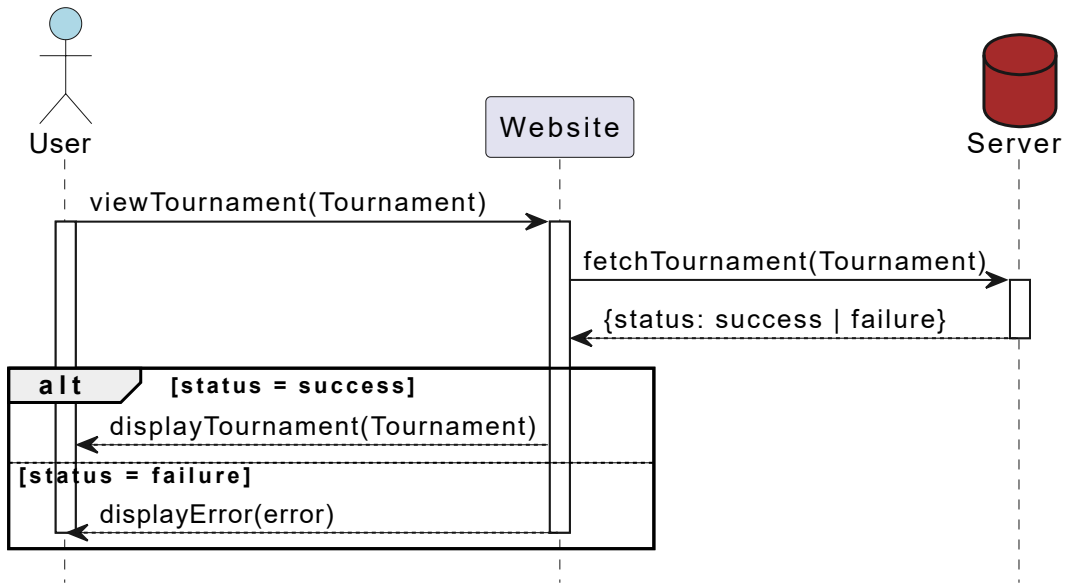 User
Website
Server
viewTournament(Tournament)
fetchTournament(Tournament)
{status: success | failure}
alt [status = success]
displayTournament(Tournament)
[status = failure]
displayError(error)